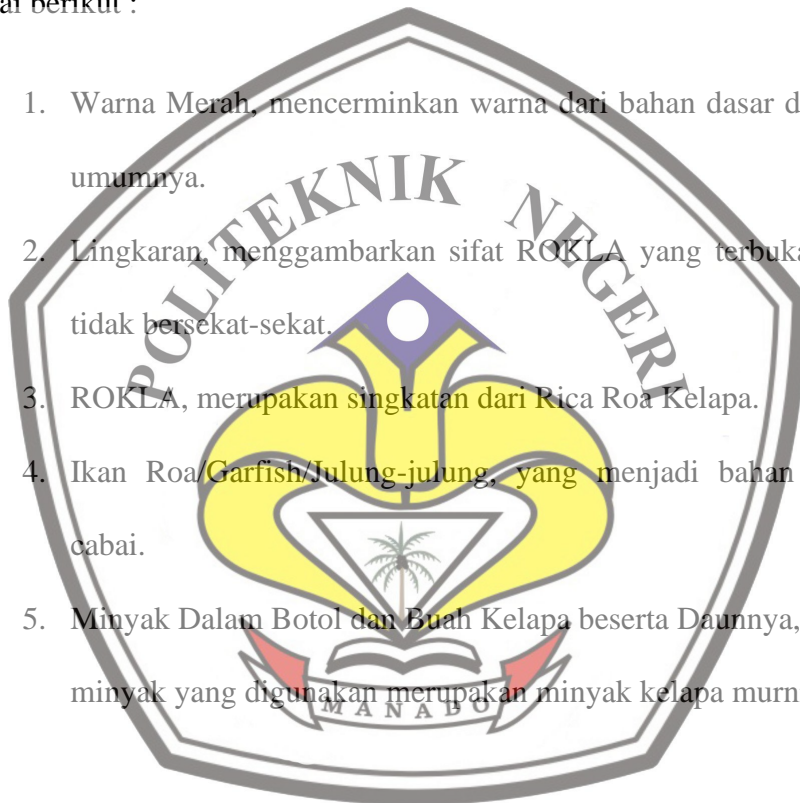 ai berikut :
1. Warna Merah, mencerminkan warna dari bahan dasar d
umumnya.
2. Lingkaran, menggambarkan sifat ROKLA yang terbuka
tidak bersekat-sekat.
3. ROKLA, merupakan singkatan dari Rica Roa Kelapa.
4. Ikan Roa/Garfish/Julung-julung, yang menjadi bahan
cabai.
5. Minyak Dalam Botol dan Buah Kelapa beserta Daunnya,
minyak yang digunakan merupakan minyak kelapa murn
POLITEKNIK NEGERI
MANADO